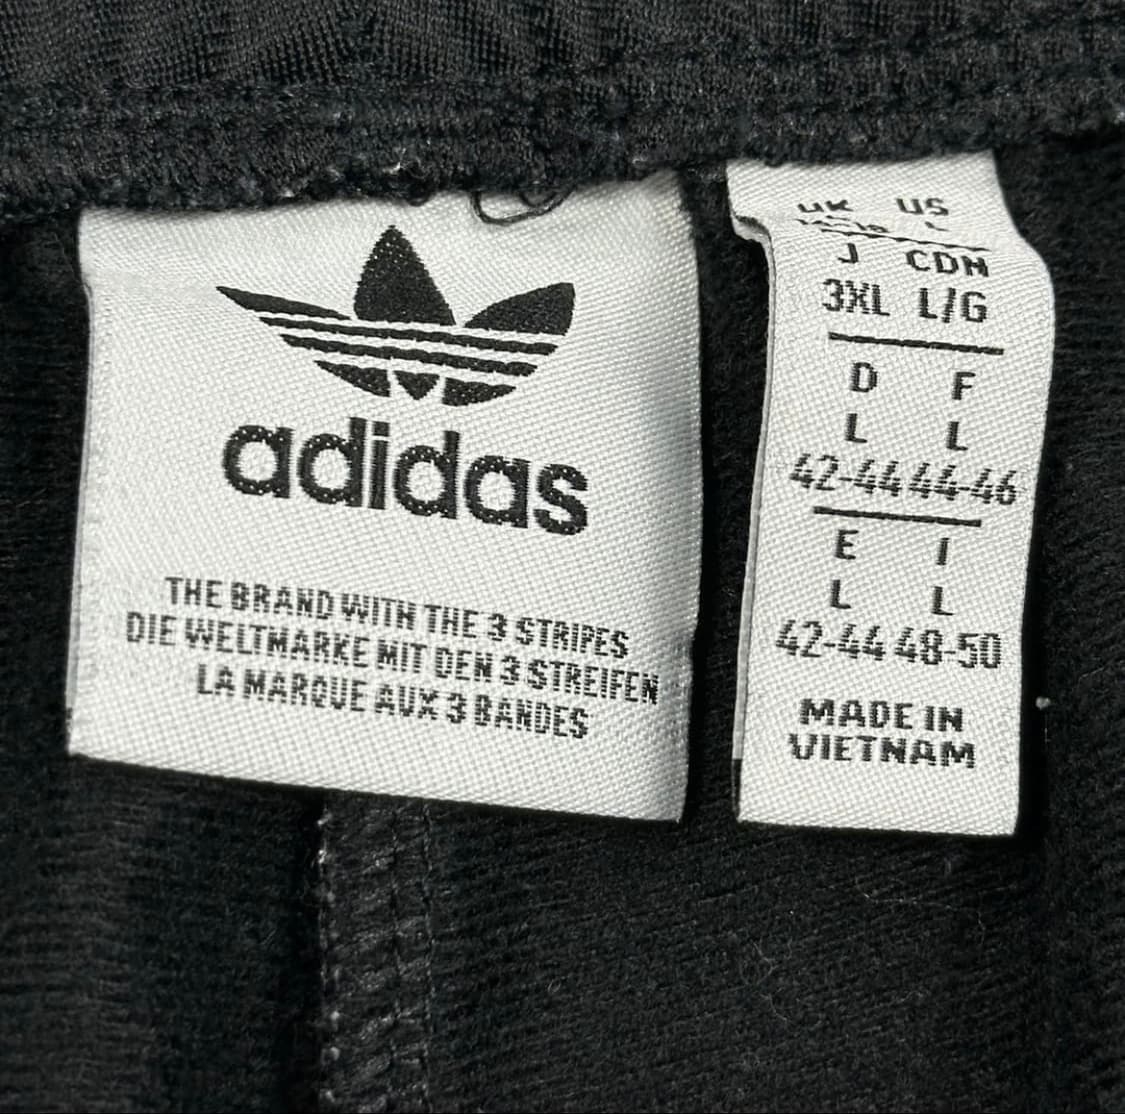 adidas
THE BRAND WITH THE 3 STRIPES
DIE WELTMARKE MIT DEN 3 STREIFEN
LA MARQUE AUX 3 BANDES
UK US
L
J CDN
3XL L/G
D F
L L
42-44 44-46
E I
L L
42-44 48-50
MADE IN
VIETNAM